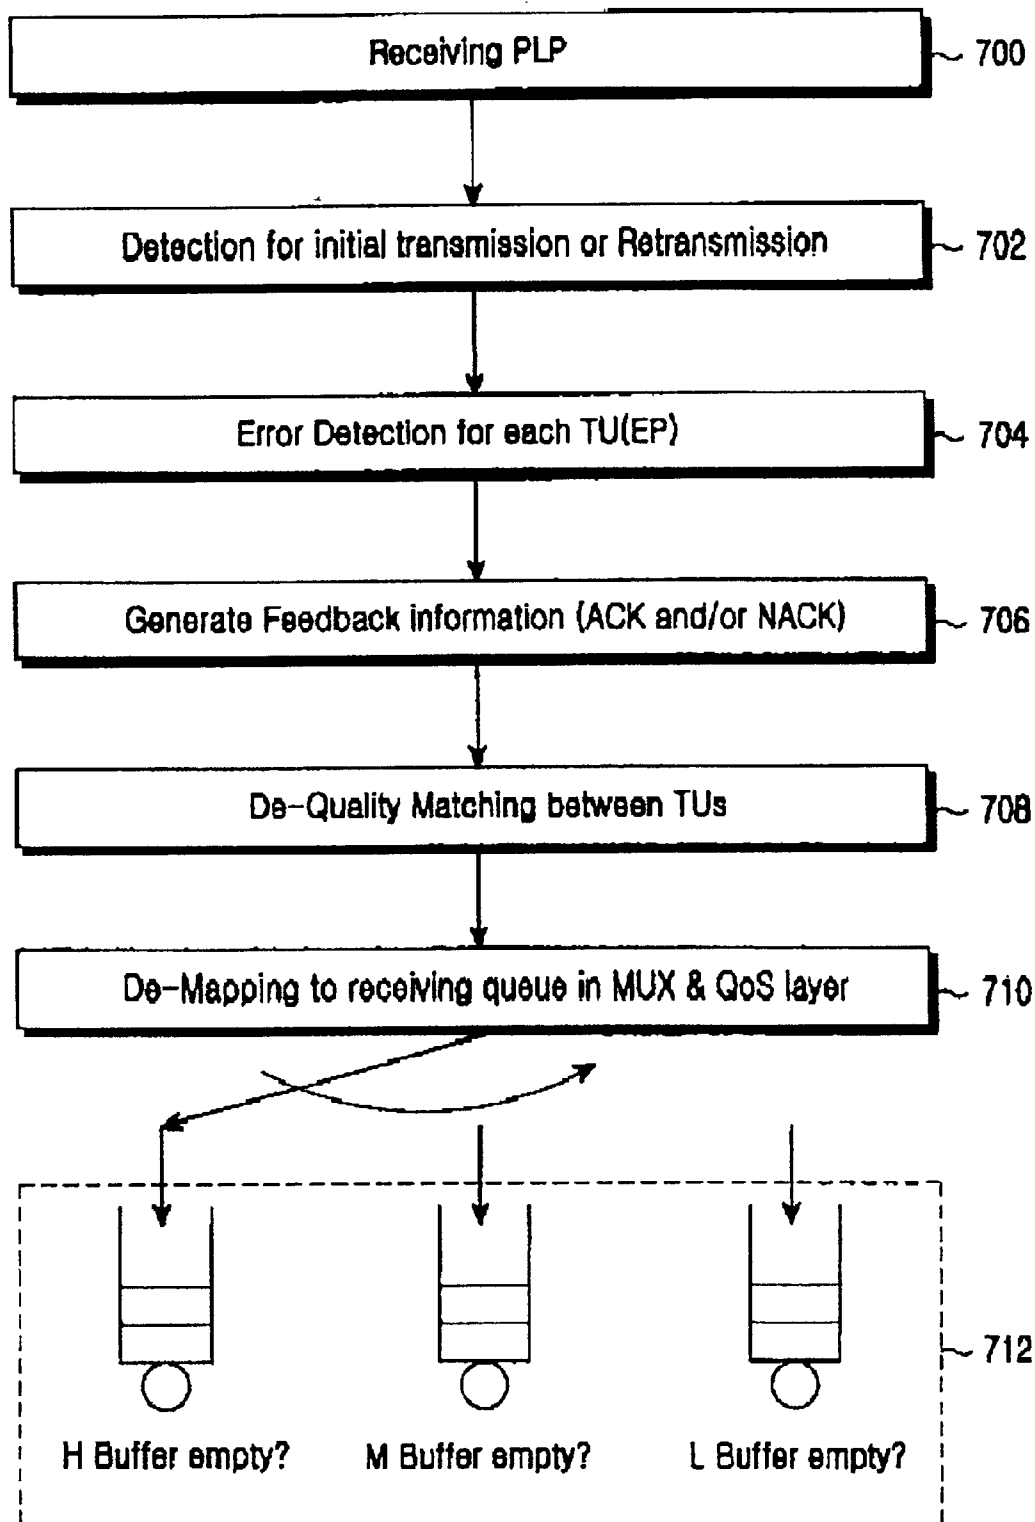 Receiving PLP
700
Detection for initial transmission or Retransmission
702
Error Detection for each TU(EP)
704
Generate Feedback information (ACK and/or NACK)
706
De-Quality Matching between TUs
708
De-Mapping to receiving queue in MUX & QoS layer
710
712
H Buffer empty?
M Buffer empty?
L Buffer empty?